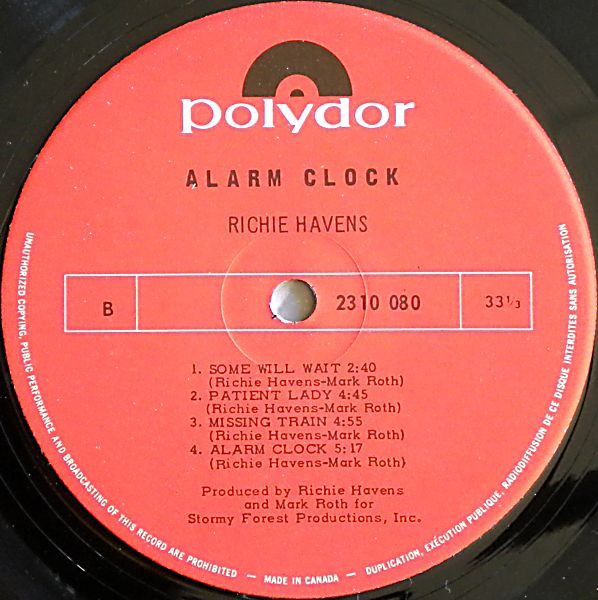 polydor
ALARM CLOCK
RICHIE HAVENS
B 2310 080 33 1/3
1. SOME WILL WAIT 2:40
(Richie Havens-Mark Roth)
2. PATIENT LADY 4:45
(Richie Havens-Mark Roth)
3. MISSING TRAIN 4:55
(Richie Havens-Mark Roth)
4. ALARM CLOCK 5:17
(Richie Havens-Mark Roth)
Produced by Richie Havens
and Mark Roth for
Stormy Forest Productions, Inc.
UNAUTHORIZED COPYING, PUBLIC PERFORMANCE AND BROADCASTING OF THIS RECORD ARE PROHIBITED — MADE IN CANADA — DUPLICATION, EXÉCUTION PUBLIQUE, RADIODIFFUSION DE CE DISQUE INTERDITES SANS AUTORISATION